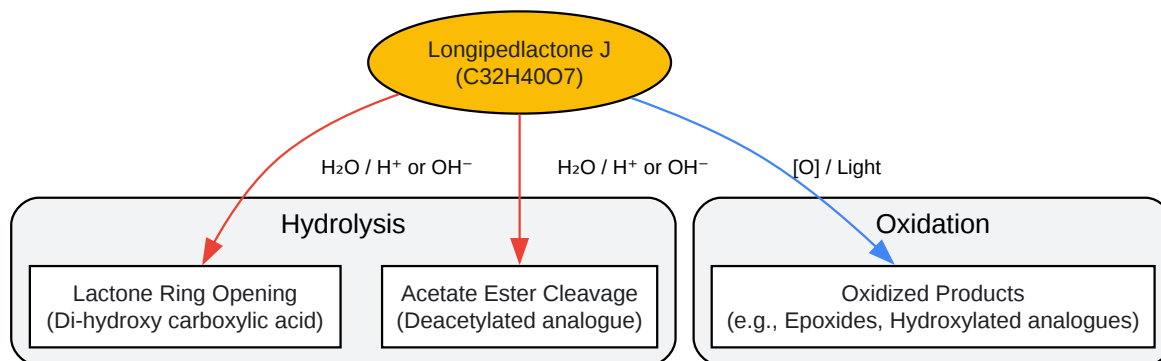 Longipedlactone J
(C32H40O7)
H₂O / H⁺ or OH⁻
H₂O / H⁺ or OH⁻
[O] / Light
Hydrolysis
Oxidation
Lactone Ring Opening
(Di-hydroxy carboxylic acid)
Acetate Ester Cleavage
(Deacetylated analogue)
Oxidized Products
(e.g., Epoxides, Hydroxylated analogues)